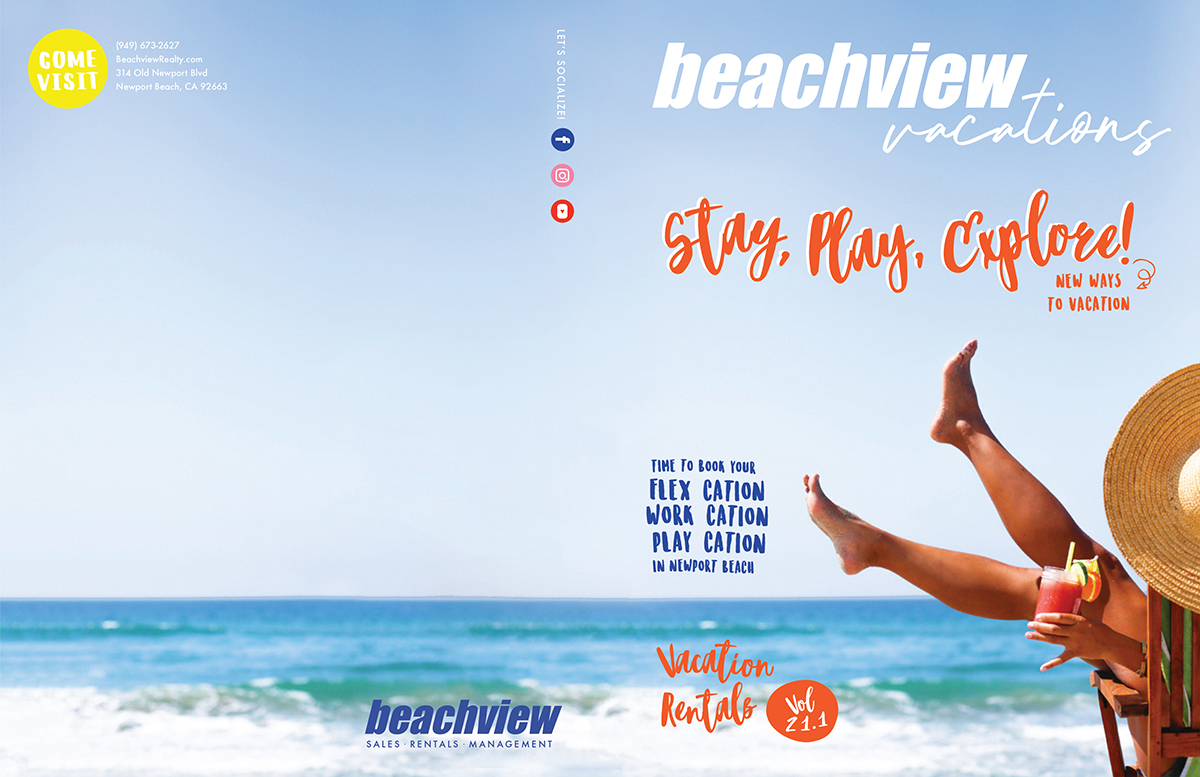 COME
VISIT
(949) 673-2627
BeachviewRealty.com
314 Old Newport Blvd
Newport Beach, CA 92663
LET'S SOCIALIZE!
beachview
SALES · RENTALS · MANAGEMENT
beachview
vacations
Stay, Play, Explore!
NEW WAYS
TO VACATION
TIME TO BOOK YOUR
FLEX CATION
WORK CATION
PLAY CATION
IN NEWPORT BEACH
Vacation
Rentals
Vol
21.1